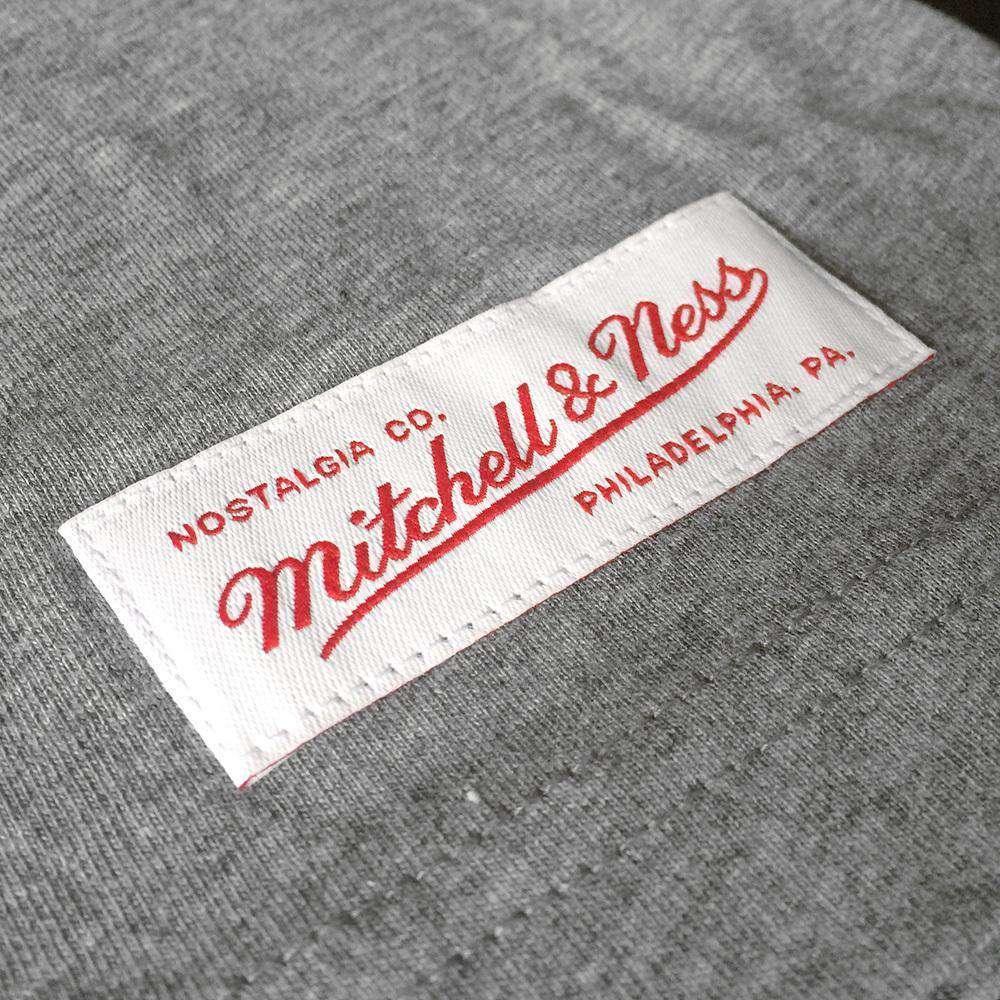 NOSTALGIA CO.
Mitchell & Ness
PHILADELPHIA, PA.